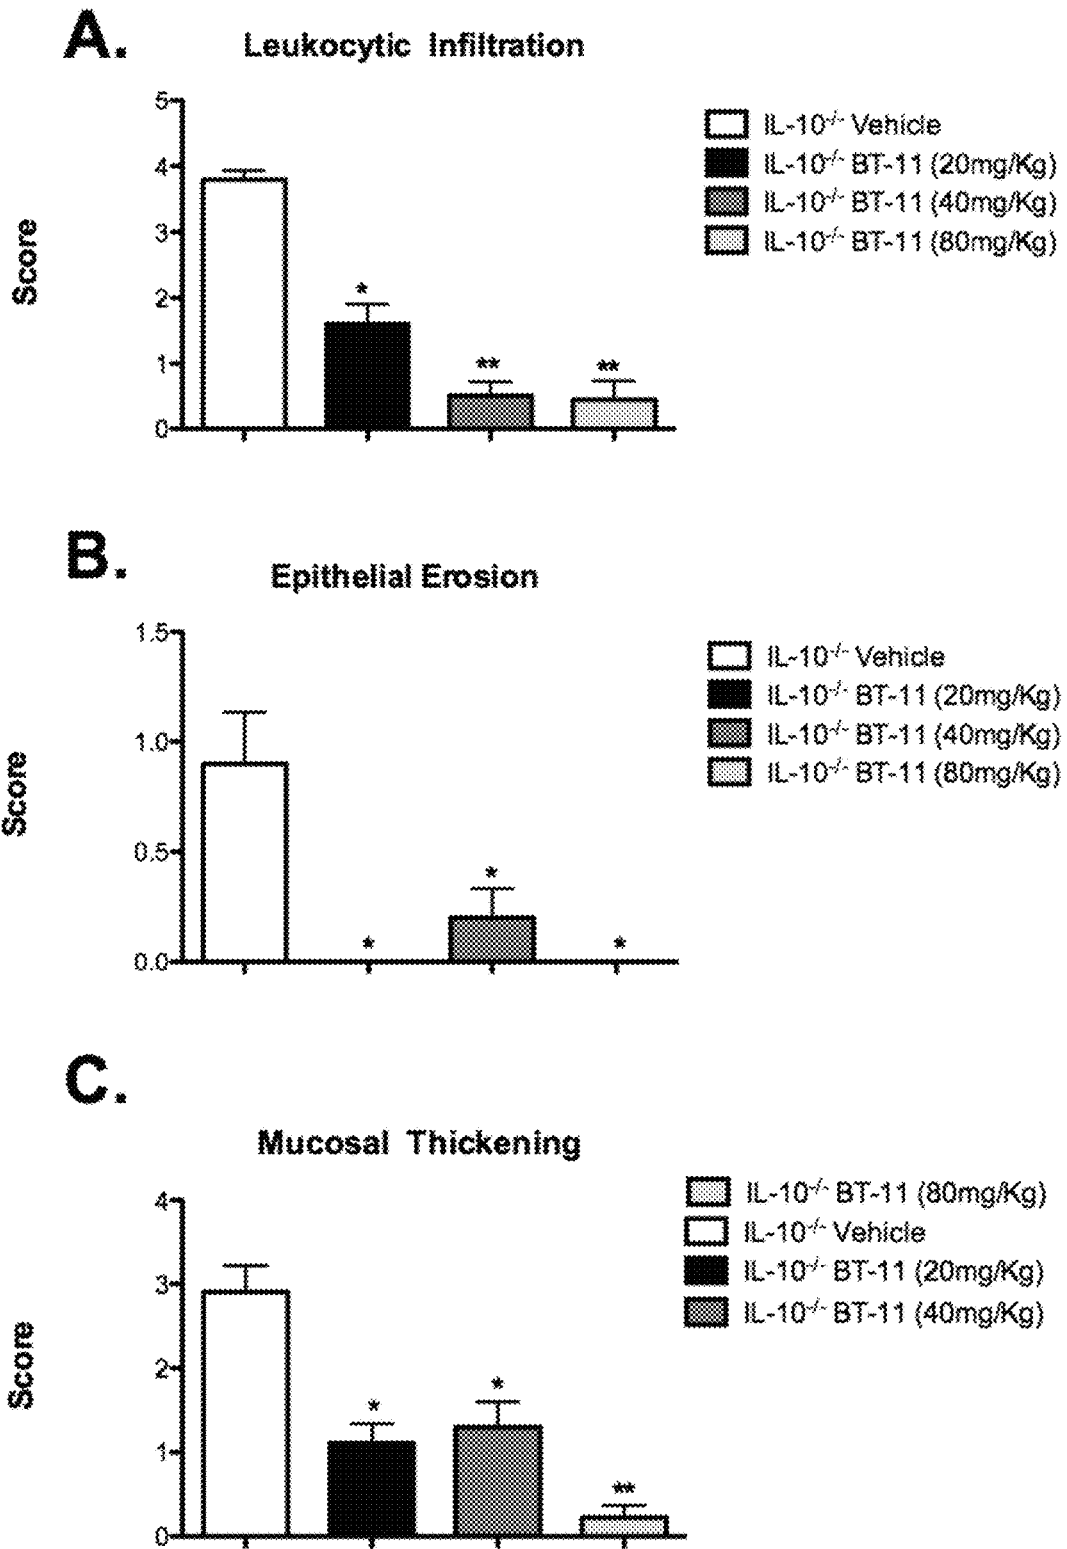 A.
Leukocytic Infiltration
5
4
3
2
1
0
Score
*
**
**
IL-10-/- Vehicle
IL-10-/- BT-11 (20mg/Kg)
IL-10-/- BT-11 (40mg/Kg)
IL-10-/- BT-11 (80mg/Kg)
B.
Epithelial Erosion
1.5
1.0
0.5
0.0
Score
*
*
*
IL-10-/- Vehicle
IL-10-/- BT-11 (20mg/Kg)
IL-10-/- BT-11 (40mg/Kg)
IL-10-/- BT-11 (80mg/Kg)
C.
Mucosal Thickening
4
3
2
1
0
Score
*
*
**
IL-10-/- BT-11 (80mg/Kg)
IL-10-/- Vehicle
IL-10-/- BT-11 (20mg/Kg)
IL-10-/- BT-11 (40mg/Kg)